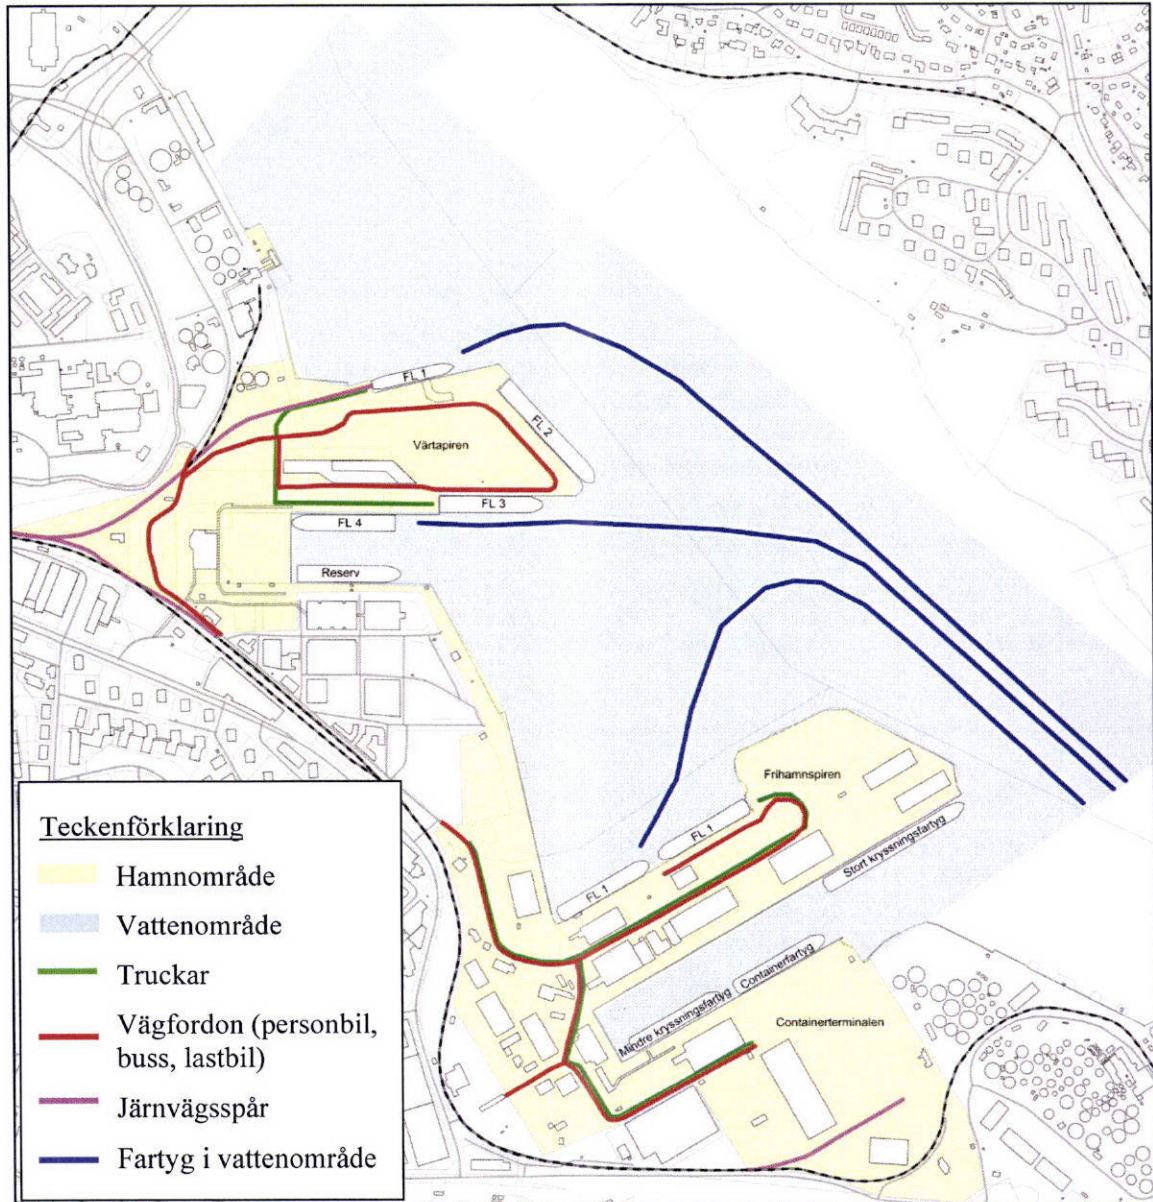 FL 1
FL 2
Värtapiren
FL 3
FL 4
Reserv
Frihamnspiren
FL 1
FL 1
Stort kryssningsfartyg
Containerfartyg
Mindre kryssningsfartyg
Containerterminalen
Teckenförklaring
Hamnområde
Vattenområde
Truckar
Vägfordon (personbil,
buss, lastbil)
Järnvägsspår
Fartyg i vattenområde